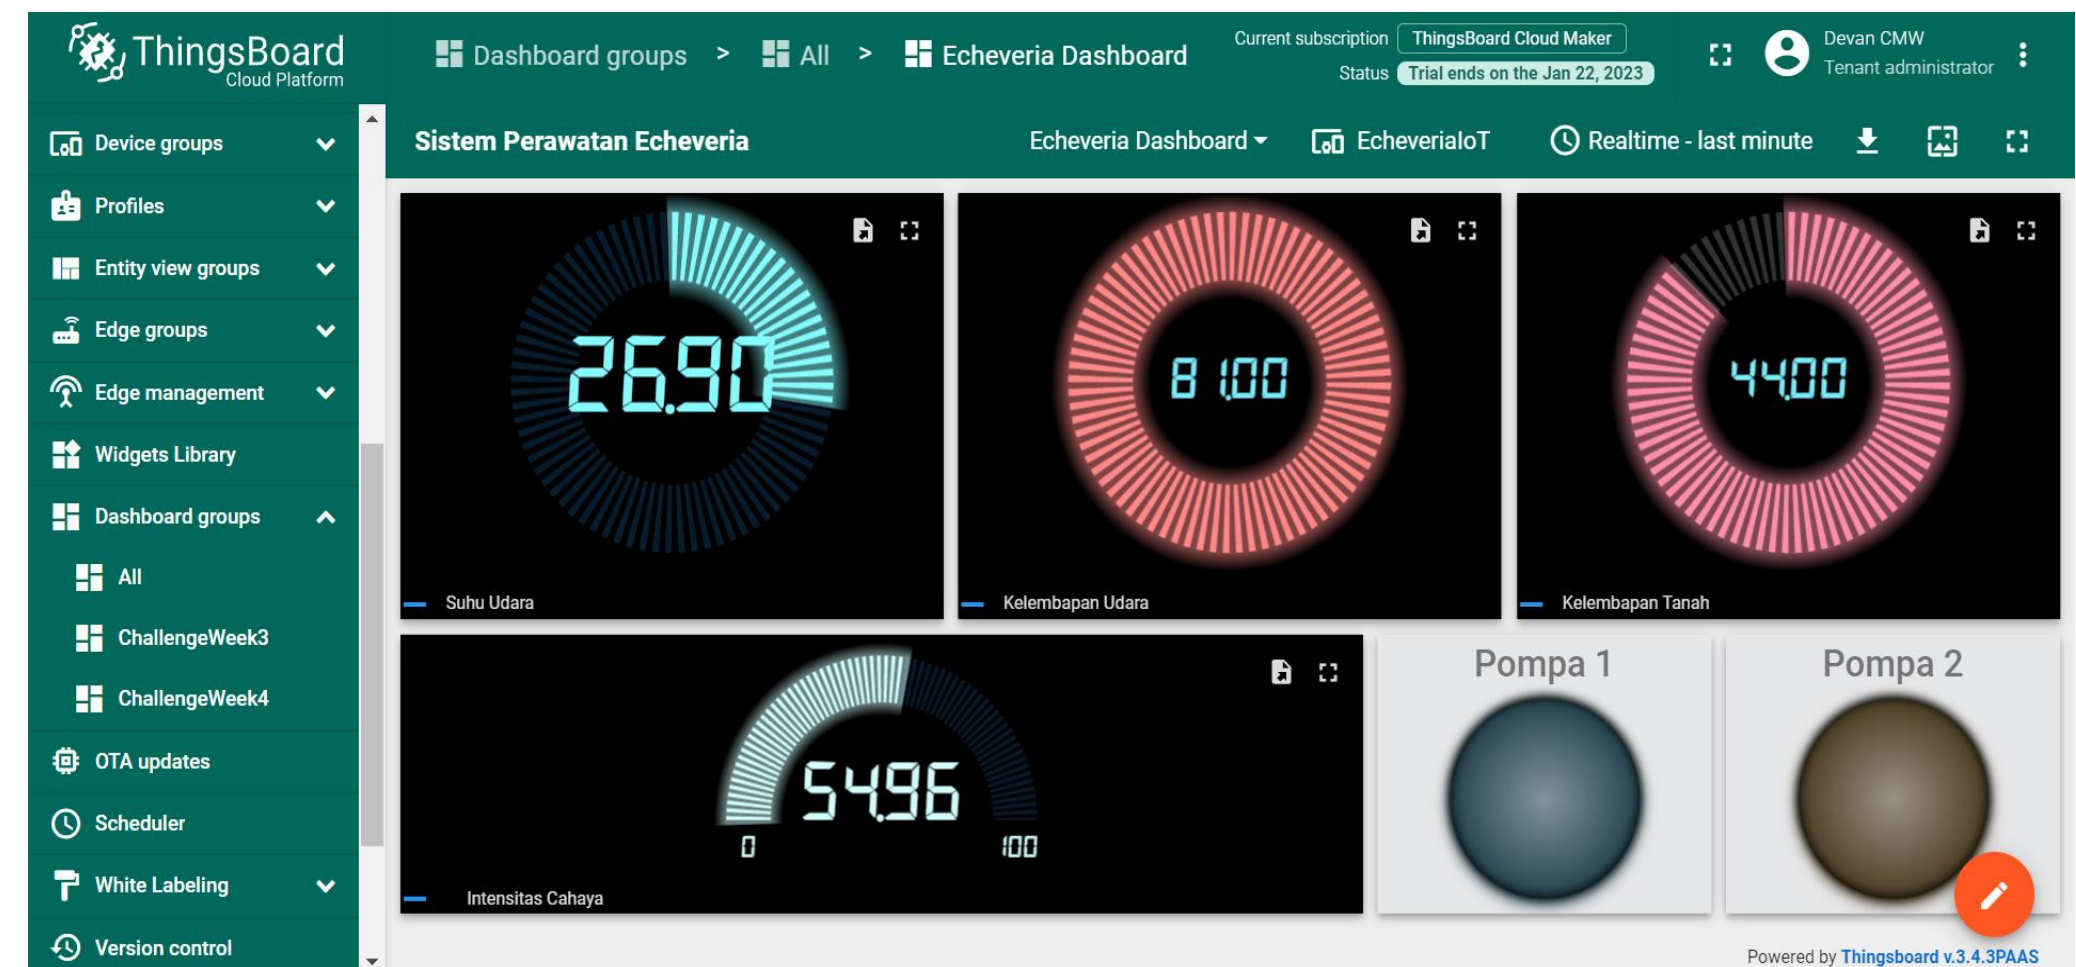 ThingsBoard
Cloud Platform
Dashboard groups > All > Echeveria Dashboard
Current subscription ThingsBoard Cloud Maker
Status Trial ends on the Jan 22, 2023
Devan CMW
Tenant administrator
Device groups
Profiles
Entity view groups
Edge groups
Edge management
Widgets Library
Dashboard groups
All
ChallengeWeek3
ChallengeWeek4
OTA updates
Scheduler
White Labeling
Version control
Sistem Perawatan Echeveria
Echeveria Dashboard
EcheveriaIoT
Realtime - last minute
26.90
Suhu Udara
81.00
Kelembapan Udara
44.00
Kelembapan Tanah
54.96
0
100
Intensitas Cahaya
Pompa 1
Pompa 2
Powered by Thingsboard v.3.4.3PAAS